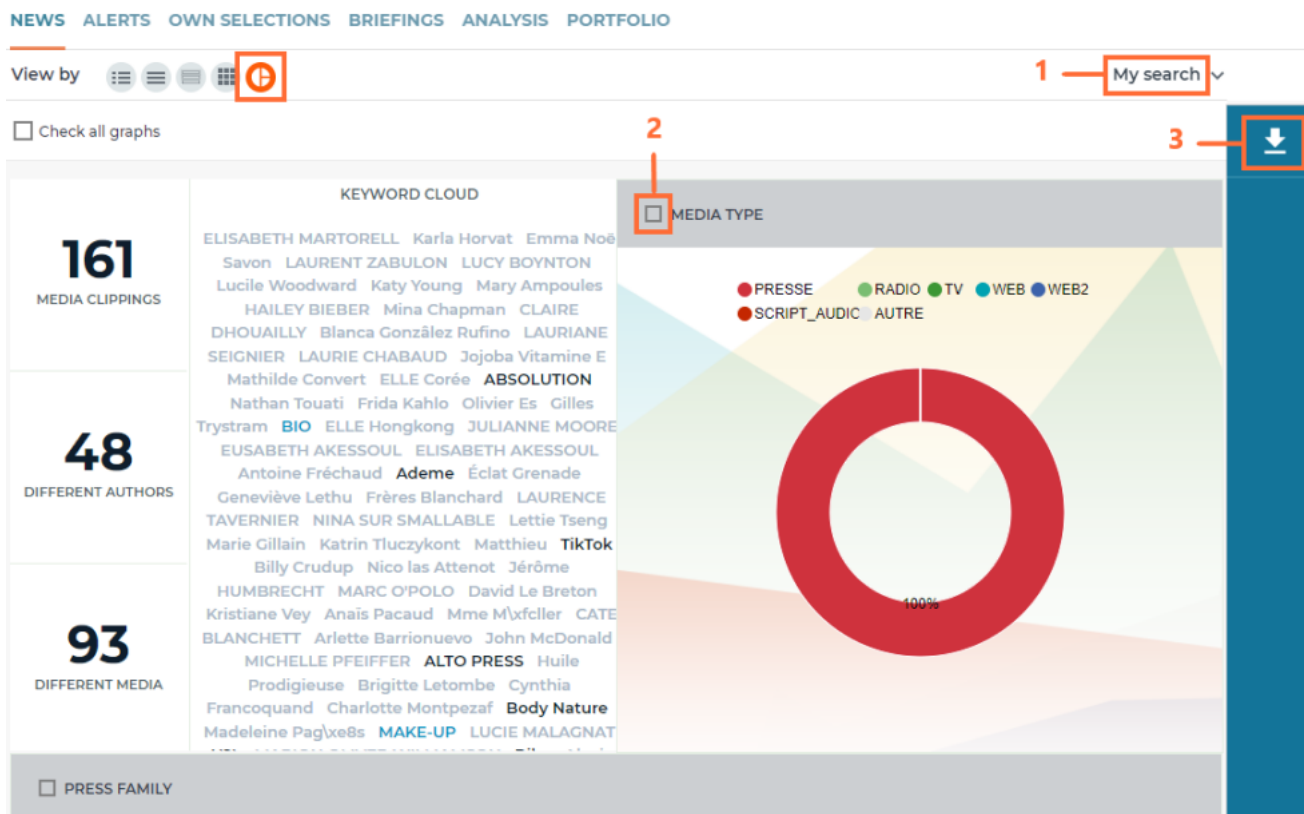 NEWS ALERTS OWN SELECTIONS BRIEFINGS ANALYSIS PORTFOLIO
View by
1
My search
Check all graphs
2
3
161
MEDIA CLIPPINGS
48
DIFFERENT AUTHORS
93
DIFFERENT MEDIA
KEYWORD CLOUD
ELISABETH MARTORELL Karla Horvat Emma Noë
Savon LAURENT ZABULON LUCY BOYNTON
Lucile Woodward Katy Young Mary Ampoules
HAILEY BIEBER Mina Chapman CLAIRE
DHOUAILLY Blanca Gonzâlez Rufino LAURIANE
SEIGNIER LAURIE CHABAUD Jojoba Vitamine E
Mathilde Convert ELLE Corée ABSOLUTION
Nathan Touati Frida Kahlo Olivier Es Gilles
Trystram BIO ELLE Hongkong JULIANNE MOORE
EUSABETH AKESSOUL ELISABETH AKESSOUL
Antoine Fréchaud Ademe Éclat Grenade
Geneviève Lethu Frères Blanchard LAURENCE
TAVERNIER NINA SUR SMALLABLE Lettie Tseng
Marie Gillain Katrin Tluczykont Matthieu TikTok
Billy Crudup Nico las Attenot Jérôme
HUMBRECHT MARC O'POLO David Le Breton
Kristiane Vey Anaïs Pacaud Mme M\xfcller CATE
BLANCHETT Arlette Barrionuevo John McDonald
MICHELLE PFEIFFER ALTO PRESS Huile
Prodigieuse Brigitte Letombe Cynthia
Francoquand Charlotte Montpezaf Body Nature
Madeleine Pag\xe8s MAKE-UP LUCIE MALAGNAT
MEDIA TYPE
PRESSE RADIO TV WEB WEB2
SCRIPT_AUDIO AUTRE
100%
PRESS FAMILY